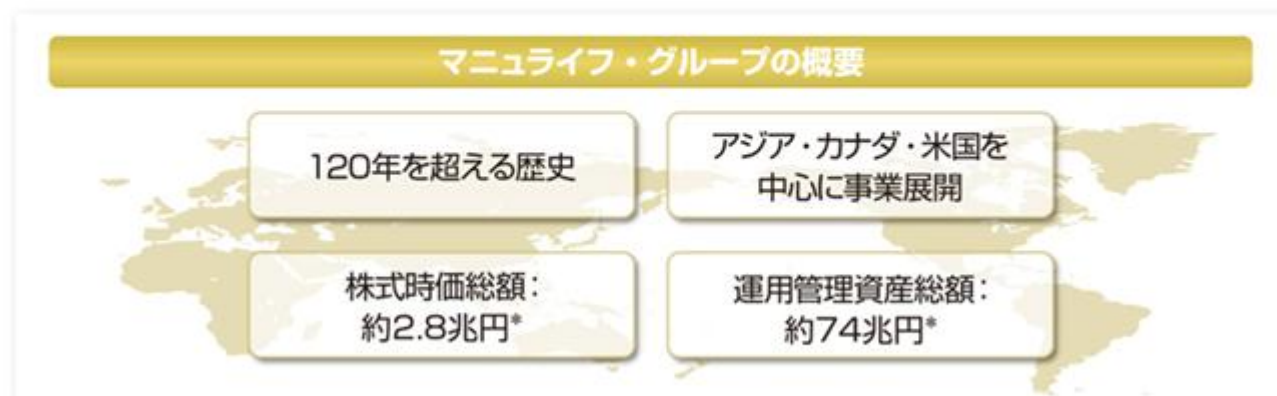 マニュライフ・グループの概要
120年を超える歴史
アジア・カナダ・米国を
中心に事業展開
株式時価総額：
約2.8兆円*
運用管理資産総額：
約74兆円*